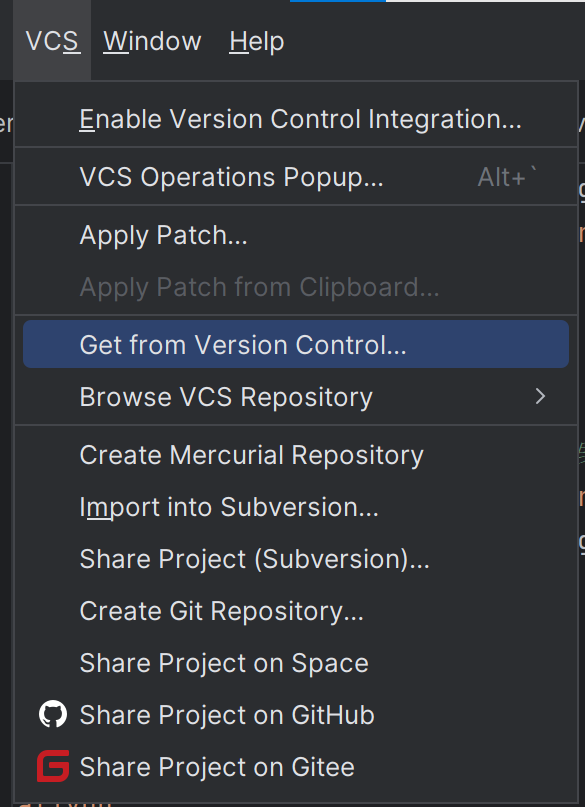 VCS Window Help
Enable Version Control Integration...
VCS Operations Popup... Alt+`
Apply Patch...
Apply Patch from Clipboard...
Get from Version Control...
Browse VCS Repository
Create Mercurial Repository
Import into Subversion...
Share Project (Subversion)...
Create Git Repository...
Share Project on Space
Share Project on GitHub
Share Project on Gitee